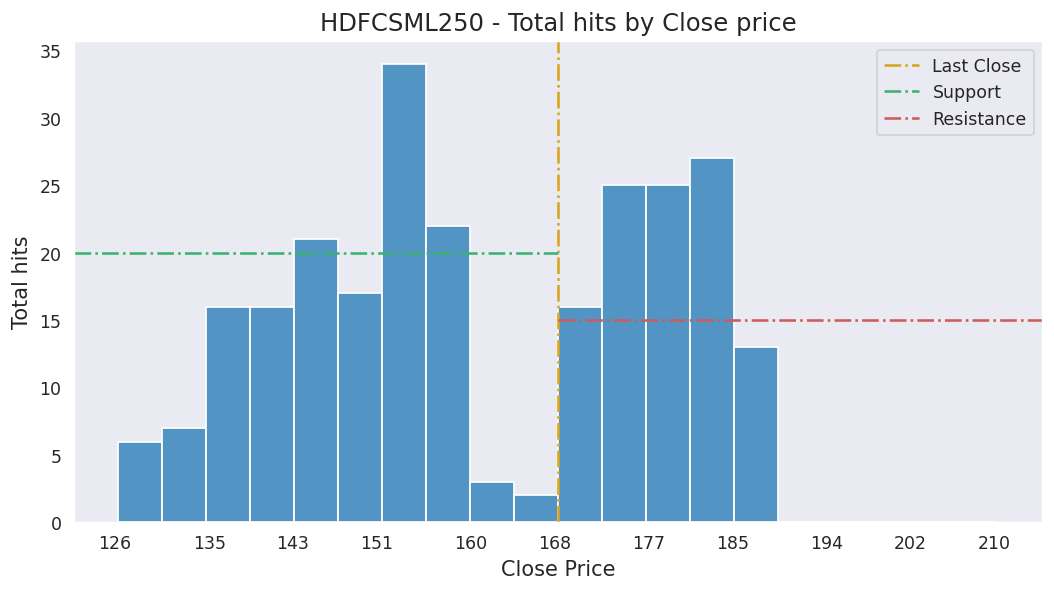 HDFCSML250 - Total hits by Close price
Last Close
Support
Resistance
Total hits
35
30
25
20
15
10
5
0
126 135 143 151 160 168 177 185 194 202 210
Close Price